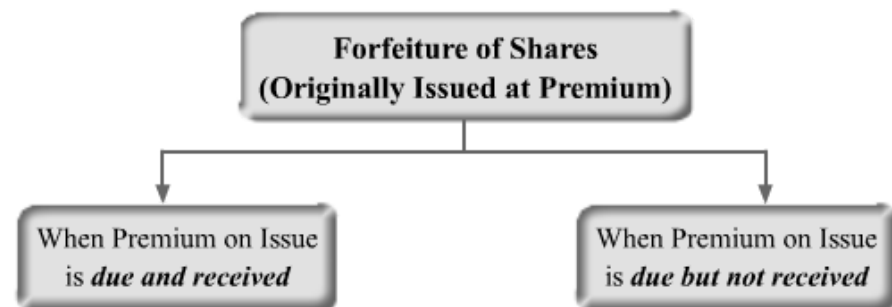 Forfeiture of Shares
(Originally Issued at Premium)
When Premium on Issue
is due and received
When Premium on Issue
is due but not received